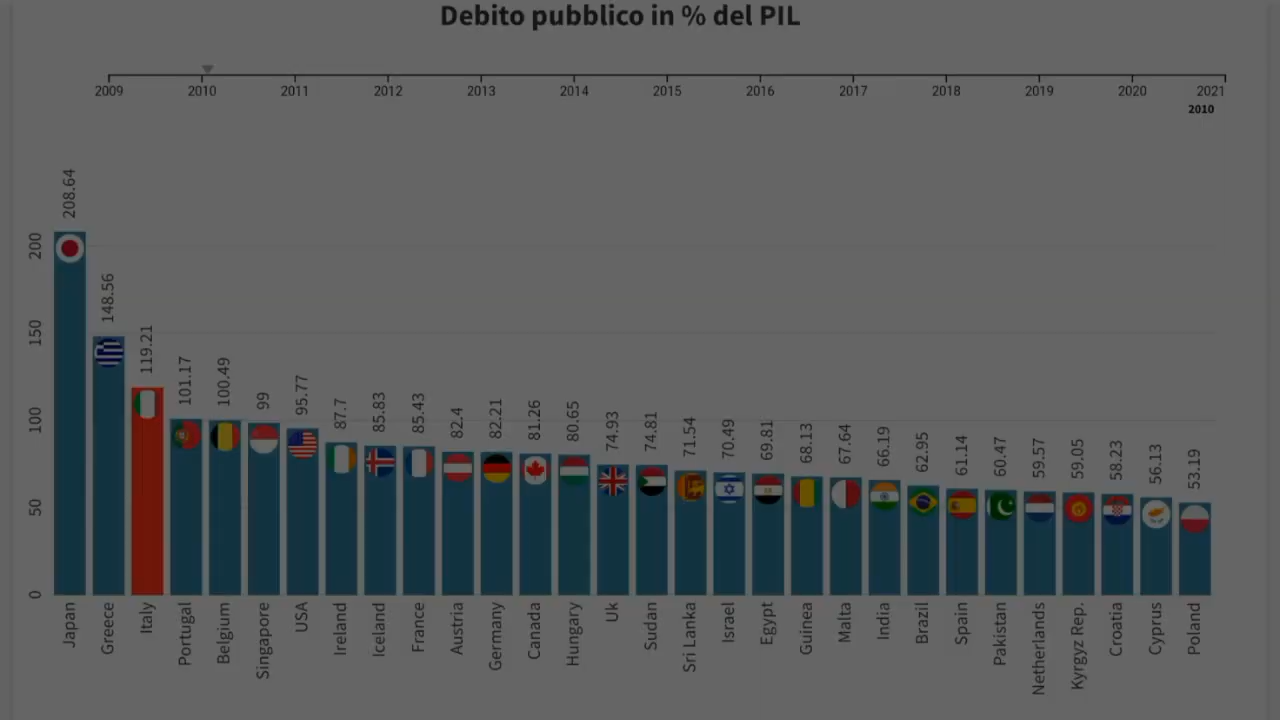 Debito pubblico in % del PIL
2009 2010 2011 2012 2013 2014 2015 2016 2017 2018 2019 2020 2021
2010
208.64 148.56 119.21 101.17 100.49 99 95.77 87.7 85.83 85.43 82.4 82.21 81.26 80.65 74.93 74.81 71.54 70.49 69.81 68.13 67.64 66.19 62.95 61.14 60.47 59.57 59.05 58.23 56.13 53.19
200
150
100
50
0
Japan Greece Italy Portugal Belgium Singapore USA Ireland Iceland France Austria Germany Canada Hungary Uk Sudan Sri Lanka Israel Egypt Guinea Malta India Brazil Spain Pakistan Netherlands Kyrgyz Rep. Croatia Cyprus Poland